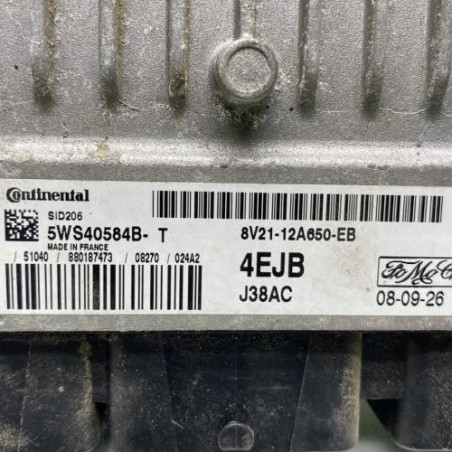 Continental
SID206
5WS40584B- T
MADE IN FRANCE
8V21-12A650-EB
/ 51040 / 880187473 / 08270 / 024A2
4EJB
J38AC
FoMoCo
08-09-26